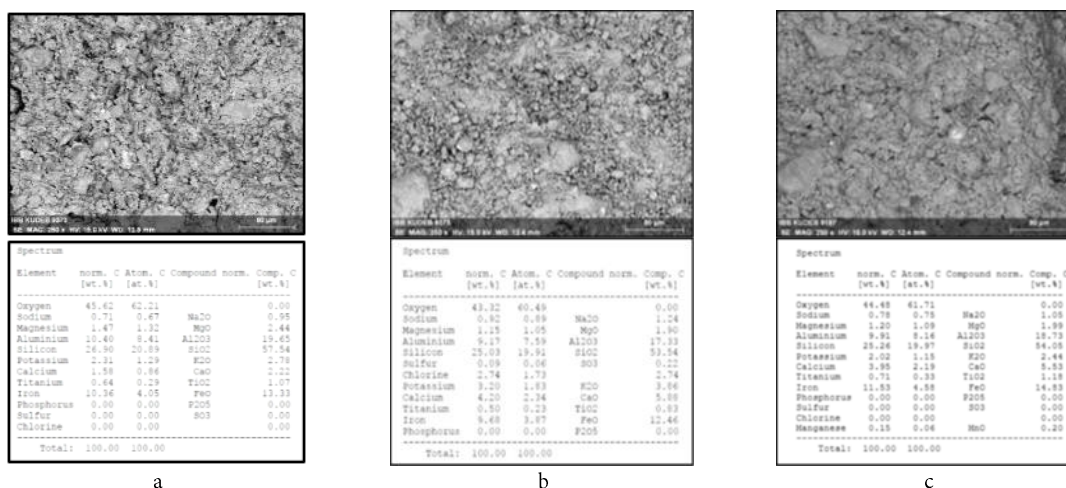 SE MAG: 250 x HV: 15.0 kV WD: 12.9 mm
Spectrum
Element norm. C Atom. C Compound norm. Comp. C
[wt.%] [at.%] [wt.%]
Oxygen 45.62 62.21 0.00
Sodium 0.71 0.67 Na2O 0.95
Magnesium 1.47 1.32 MgO 2.44
Aluminium 10.40 8.41 Al2O3 19.65
Silicon 26.90 20.89 SiO2 57.54
Potassium 2.31 1.29 K2O 2.78
Calcium 1.58 0.86 CaO 2.22
Titanium 0.64 0.29 TiO2 1.07
Iron 10.36 4.05 FeO 13.33
Phosphorus 0.00 0.00 P2O5 0.00
Sulfur 0.00 0.00 SO3 0.00
Chlorine 0.00 0.00 0.00
Total: 100.00 100.00
a
Spectrum
Element norm. C Atom. C Compound norm. Comp. C
[wt.%] [at.%] [wt.%]
Oxygen 43.32 60.49 0.00
Sodium 0.92 0.89 Na2O 1.24
Magnesium 1.15 1.05 MgO 1.90
Aluminium 9.17 7.59 Al2O3 17.33
Silicon 25.03 19.91 SiO2 53.54
Sulfur 0.09 0.06 SO3 0.22
Chlorine 2.74 1.73 2.74
Potassium 3.20 1.83 K2O 3.86
Calcium 4.20 2.34 CaO 5.88
Titanium 0.50 0.23 TiO2 0.83
Iron 9.68 3.87 FeO 12.46
Phosphorus 0.00 0.00 P2O5 0.00
Total: 100.00 100.00
b
Spectrum
Element norm. C Atom. C Compound norm. Comp. C
[wt.%] [at.%] [wt.%]
Oxygen 44.48 61.71 0.00
Sodium 0.78 0.75 Na2O 1.05
Magnesium 1.20 1.09 MgO 1.99
Aluminium 9.91 8.16 Al2O3 18.73
Silicon 25.26 19.97 SiO2 54.05
Potassium 2.02 1.15 K2O 2.44
Calcium 3.95 2.19 CaO 5.53
Titanium 0.71 0.33 TiO2 1.18
Iron 11.53 4.58 FeO 14.83
Phosphorus 0.00 0.00 P2O5 0.00
Sulfur 0.00 0.00 SO3 0.00
Chlorine 0.00 0.00 0.00
Manganese 0.15 0.06 MnO 0.20
Total: 100.00 100.00
c